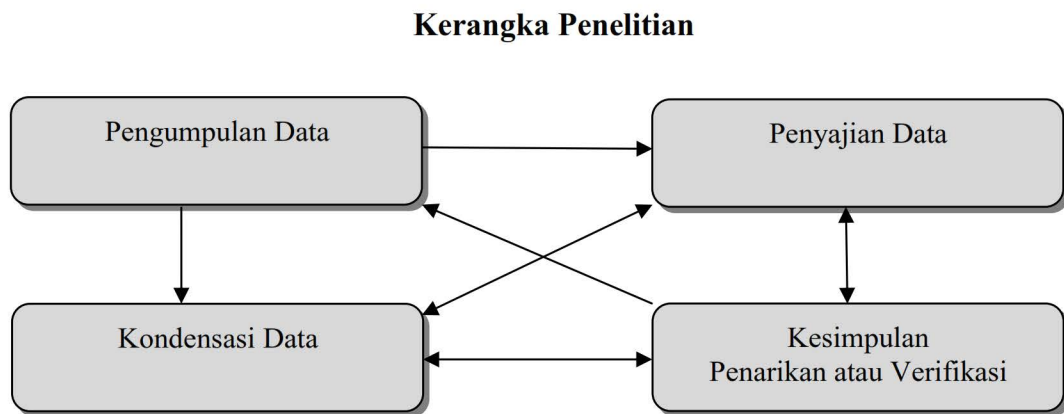 Kerangka Penelitian
Pengumpulan Data
Penyajian Data
Kondensasi Data
Kesimpulan
Penarikan atau Verifikasi